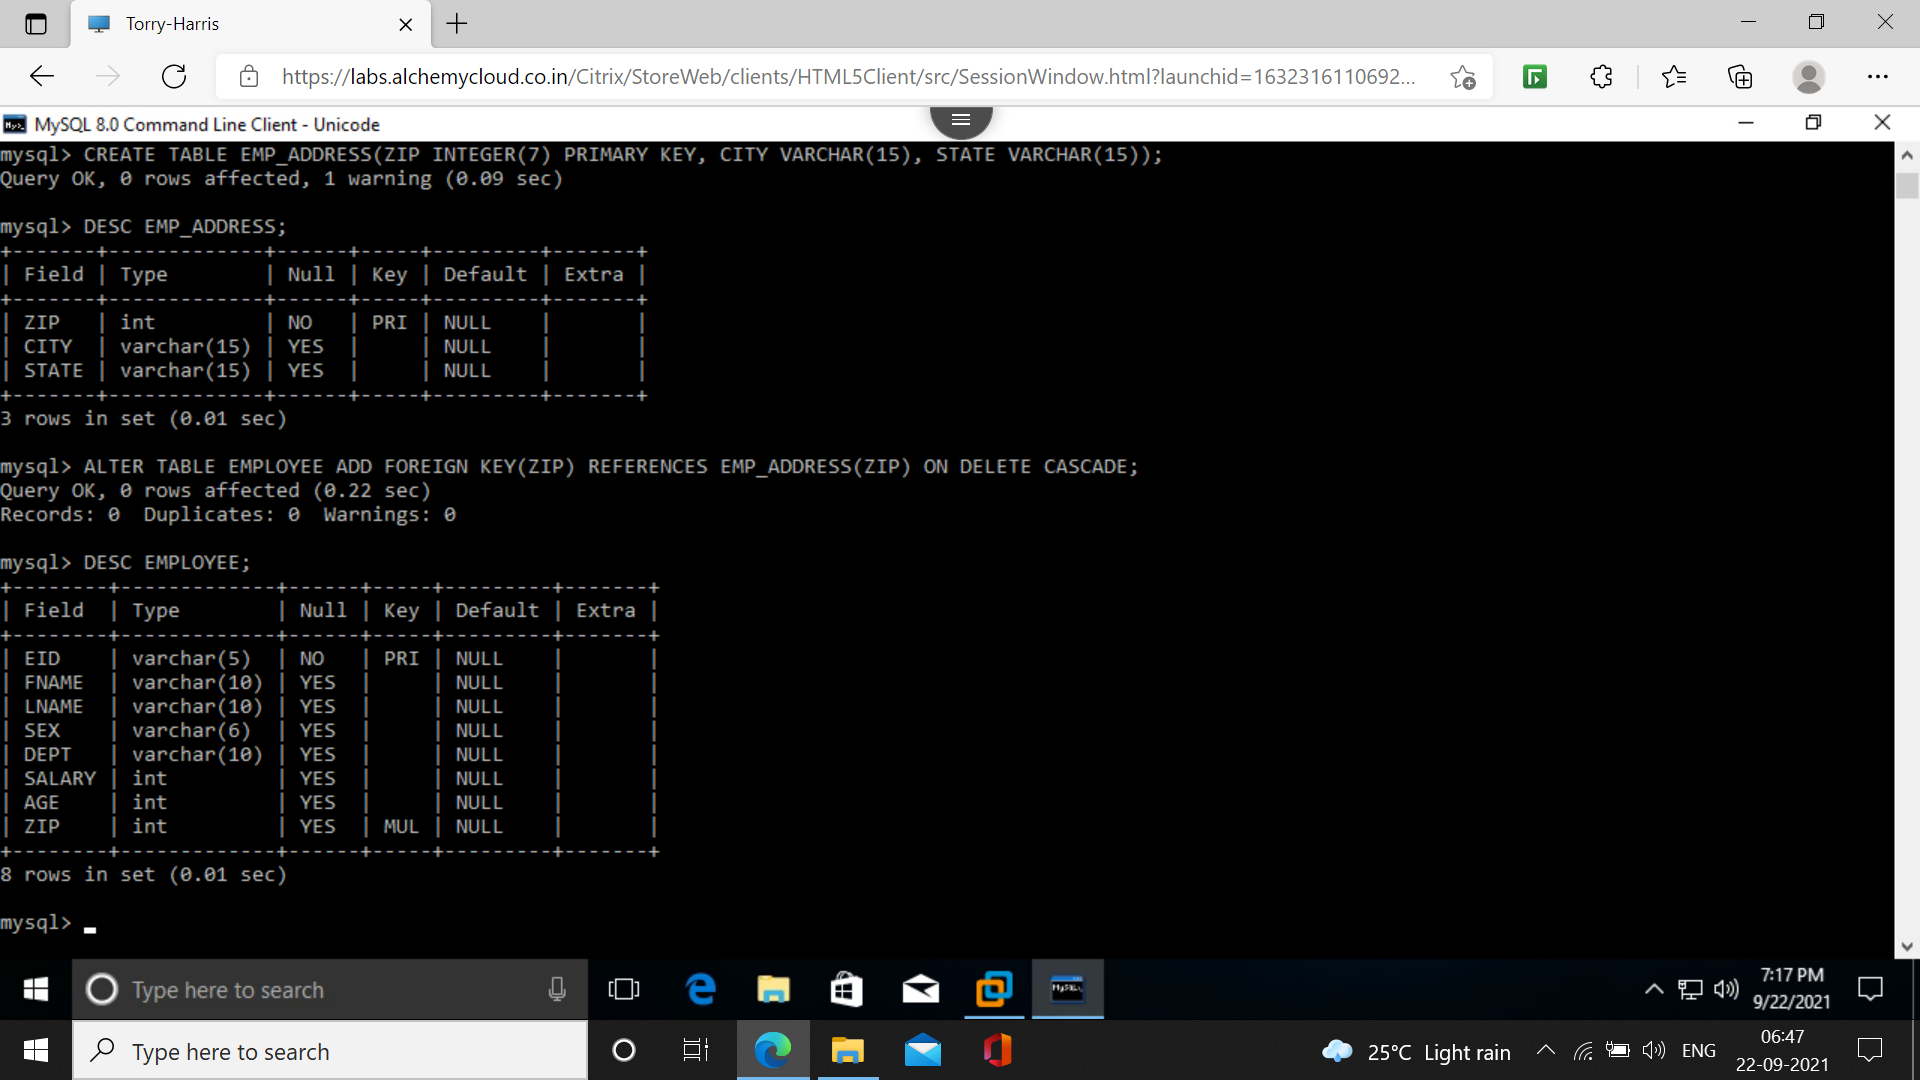 Torry-Harris
https://labs.alchemycloud.co.in/Citrix/StoreWeb/clients/HTML5Client/src/SessionWindow.html?launchid=1632316110692...
MySQL 8.0 Command Line Client - Unicode
mysql> CREATE TABLE EMP_ADDRESS(ZIP INTEGER(7) PRIMARY KEY, CITY VARCHAR(15), STATE VARCHAR(15));
Query OK, 0 rows affected, 1 warning (0.09 sec)
mysql> DESC EMP_ADDRESS;
+-------+-------------+------+-----+---------+-------+
| Field | Type        | Null | Key | Default | Extra |
+-------+-------------+------+-----+---------+-------+
| ZIP   | int         | NO   | PRI | NULL    |       |
| CITY  | varchar(15) | YES  |     | NULL    |       |
| STATE | varchar(15) | YES  |     | NULL    |       |
+-------+-------------+------+-----+---------+-------+
3 rows in set (0.01 sec)
mysql> ALTER TABLE EMPLOYEE ADD FOREIGN KEY(ZIP) REFERENCES EMP_ADDRESS(ZIP) ON DELETE CASCADE;
Query OK, 0 rows affected (0.22 sec)
Records: 0  Duplicates: 0  Warnings: 0
mysql> DESC EMPLOYEE;
+--------+-------------+------+-----+---------+-------+
| Field  | Type        | Null | Key | Default | Extra |
+--------+-------------+------+-----+---------+-------+
| EID    | varchar(5)  | NO   | PRI | NULL    |       |
| FNAME  | varchar(10) | YES  |     | NULL    |       |
| LNAME  | varchar(10) | YES  |     | NULL    |       |
| SEX    | varchar(6)  | YES  |     | NULL    |       |
| DEPT   | varchar(10) | YES  |     | NULL    |       |
| SALARY | int         | YES  |     | NULL    |       |
| AGE    | int         | YES  |     | NULL    |       |
| ZIP    | int         | YES  | MUL | NULL    |       |
+--------+-------------+------+-----+---------+-------+
8 rows in set (0.01 sec)
mysql> _
Type here to search
7:17 PM
9/22/2021
Type here to search
25°C Light rain
ENG
06:47
22-09-2021